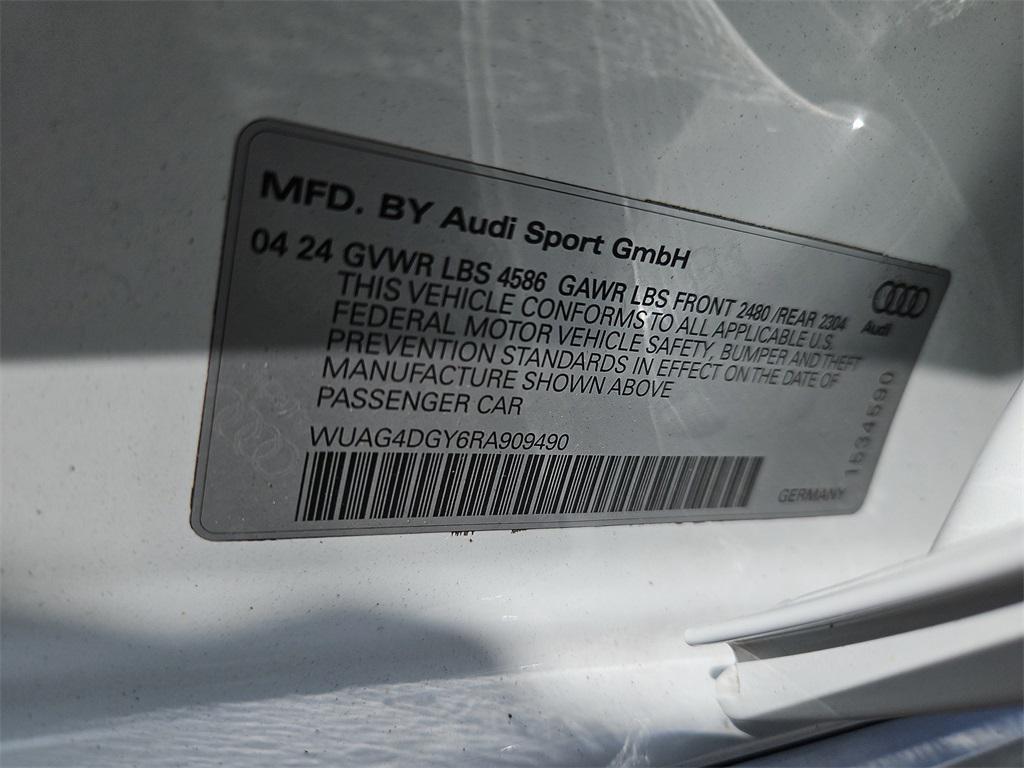 MFD. BY Audi Sport GmbH
04 24 GVWR LBS 4586 GAWR LBS FRONT 2480 /REAR 2304
THIS VEHICLE CONFORMS TO ALL APPLICABLE U.S.
FEDERAL MOTOR VEHICLE SAFETY, BUMPER AND THEFT
PREVENTION STANDARDS IN EFFECT ON THE DATE OF
MANUFACTURE SHOWN ABOVE
PASSENGER CAR
WUAG4DGY6RA909490
Audi
1534590
GERMANY